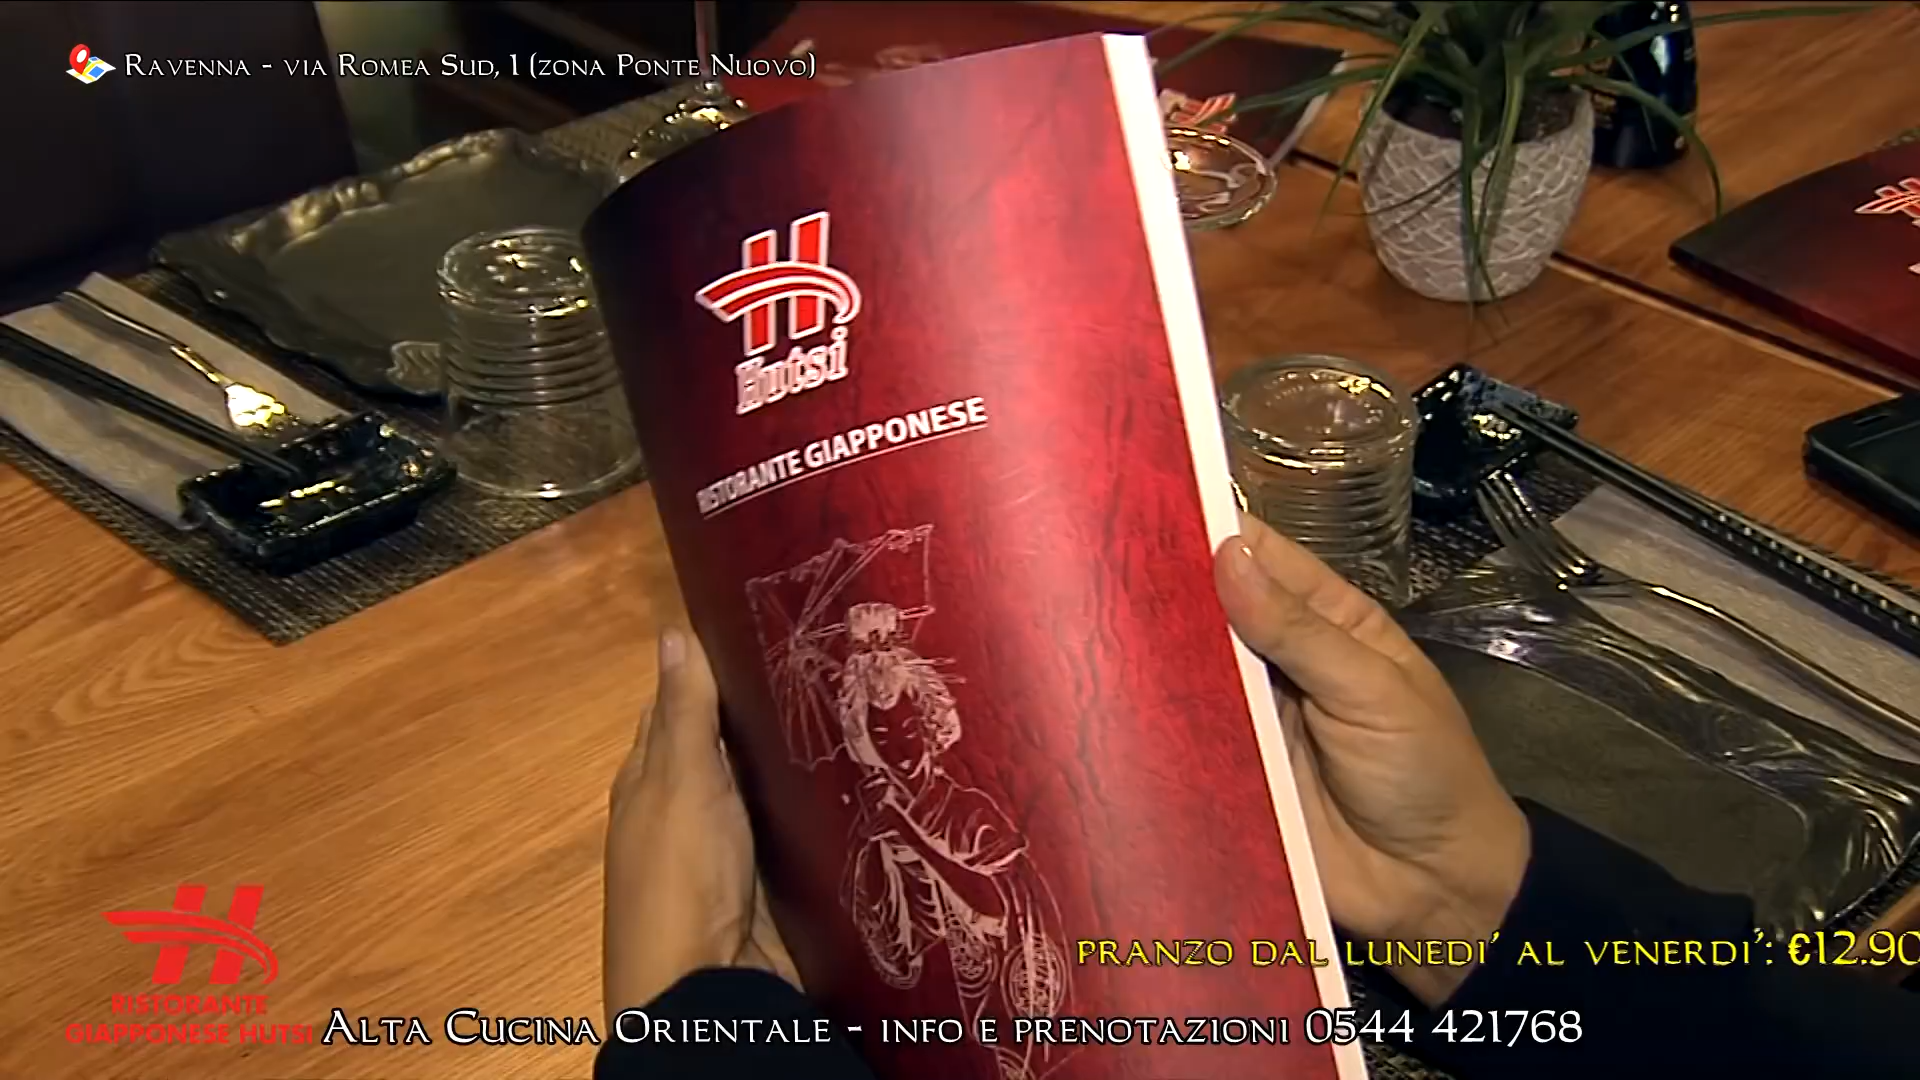 Ravenna - via Romea Sud, 1 (zona Ponte Nuovo)
Hutsi
RISTORANTE GIAPPONESE
PRANZO DAL LUNEDI' AL VENERDI': €12.90
RISTORANTE
GIAPPONESE HUTSI
Alta Cucina Orientale - info e prenotazioni 0544 421768